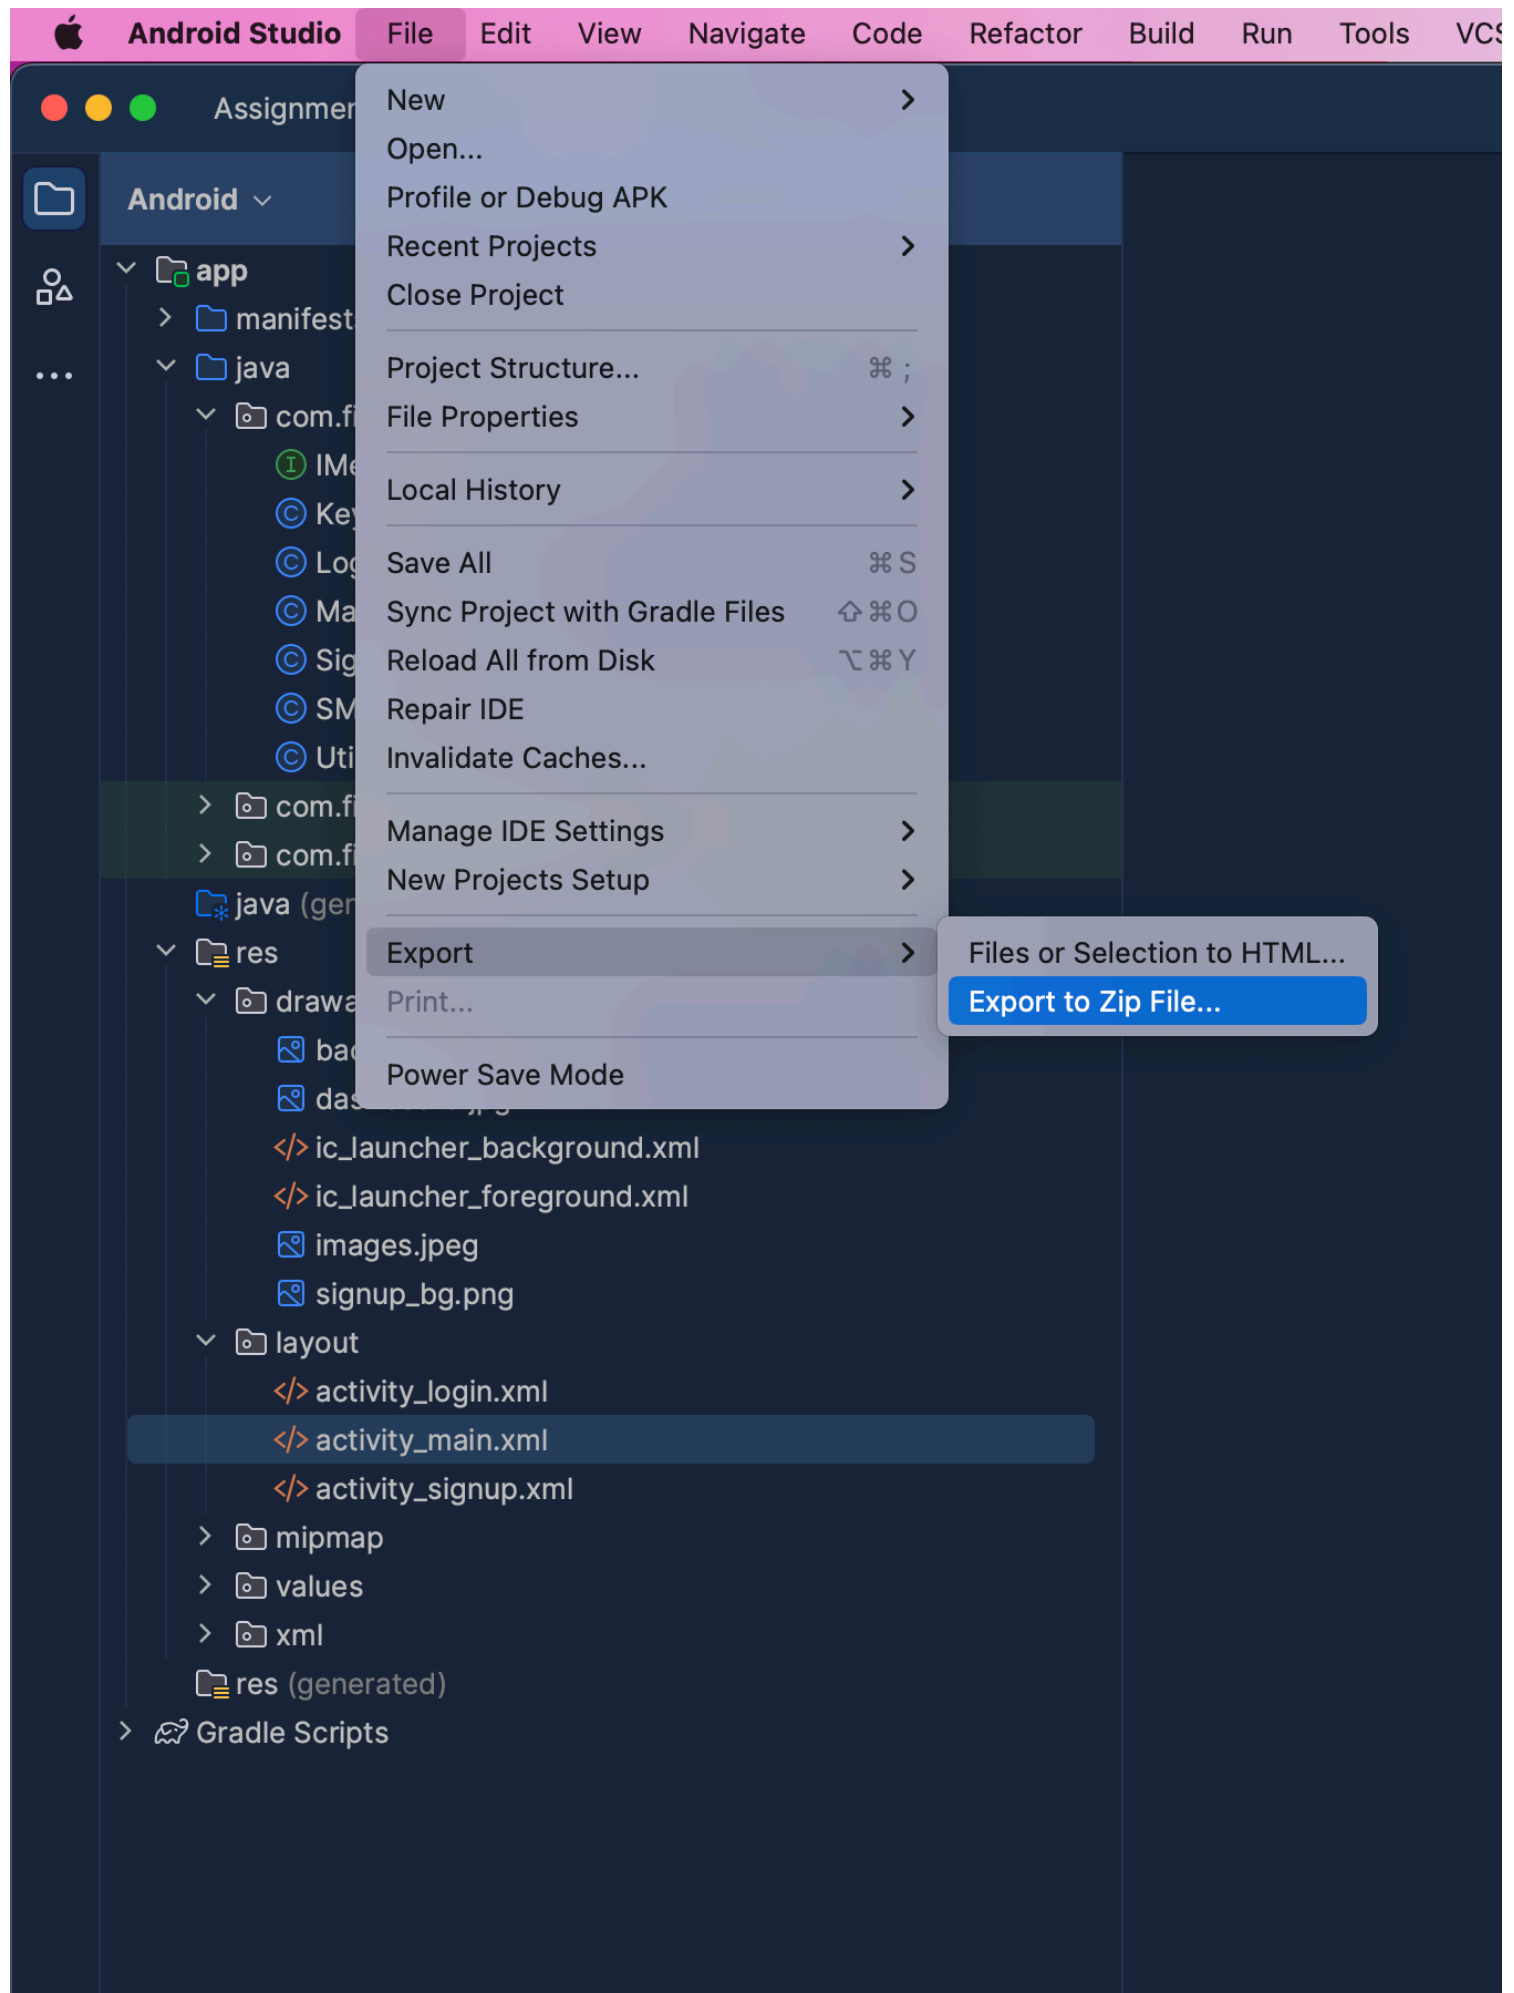 Android Studio File Edit View Navigate Code Refactor Build Run Tools
New
Open...
Profile or Debug APK
Recent Projects
Close Project
Project Structure... ⌘ ;
File Properties
Local History
Save All ⌘ S
Sync Project with Gradle Files ⇧ ⌘ O
Reload All from Disk ⌥ ⌘ Y
Repair IDE
Invalidate Caches...
Manage IDE Settings
New Projects Setup
Export
Print...
Power Save Mode
Files or Selection to HTML...
Export to Zip File...
Android
app
java
java
res
ic_launcher_background.xml
ic_launcher_foreground.xml
images.jpeg
signup_bg.png
layout
activity_login.xml
activity_main.xml
activity_signup.xml
mipmap
values
xml
res (generated)
Gradle Scripts